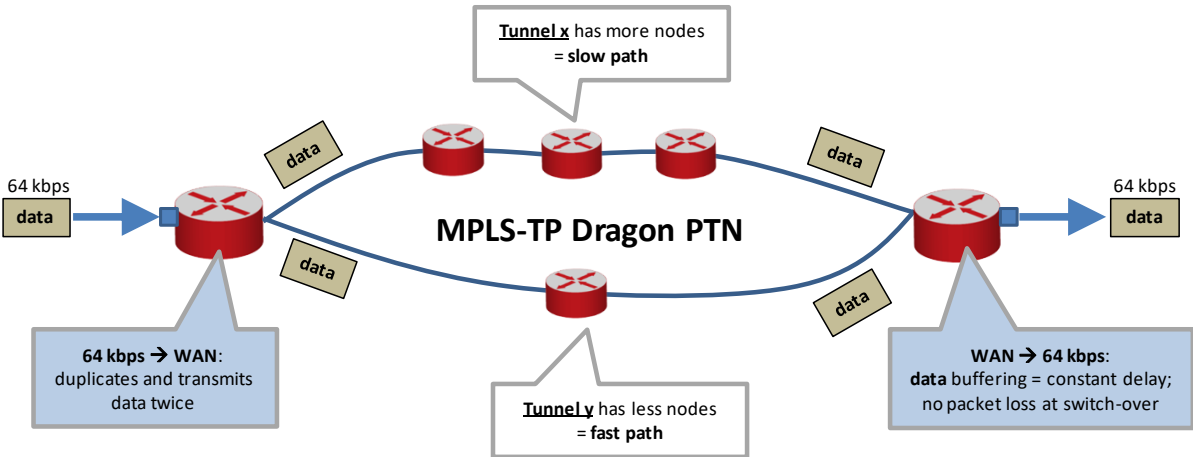 Tunnel x has more nodes
= slow path
data
data
64 kbps
data
64 kbps
data
MPLS-TP Dragon PTN
data
data
64 kbps → WAN:
duplicates and transmits
data twice
Tunnel y has less nodes
= fast path
WAN → 64 kbps:
data buffering = constant delay;
no packet loss at switch-over